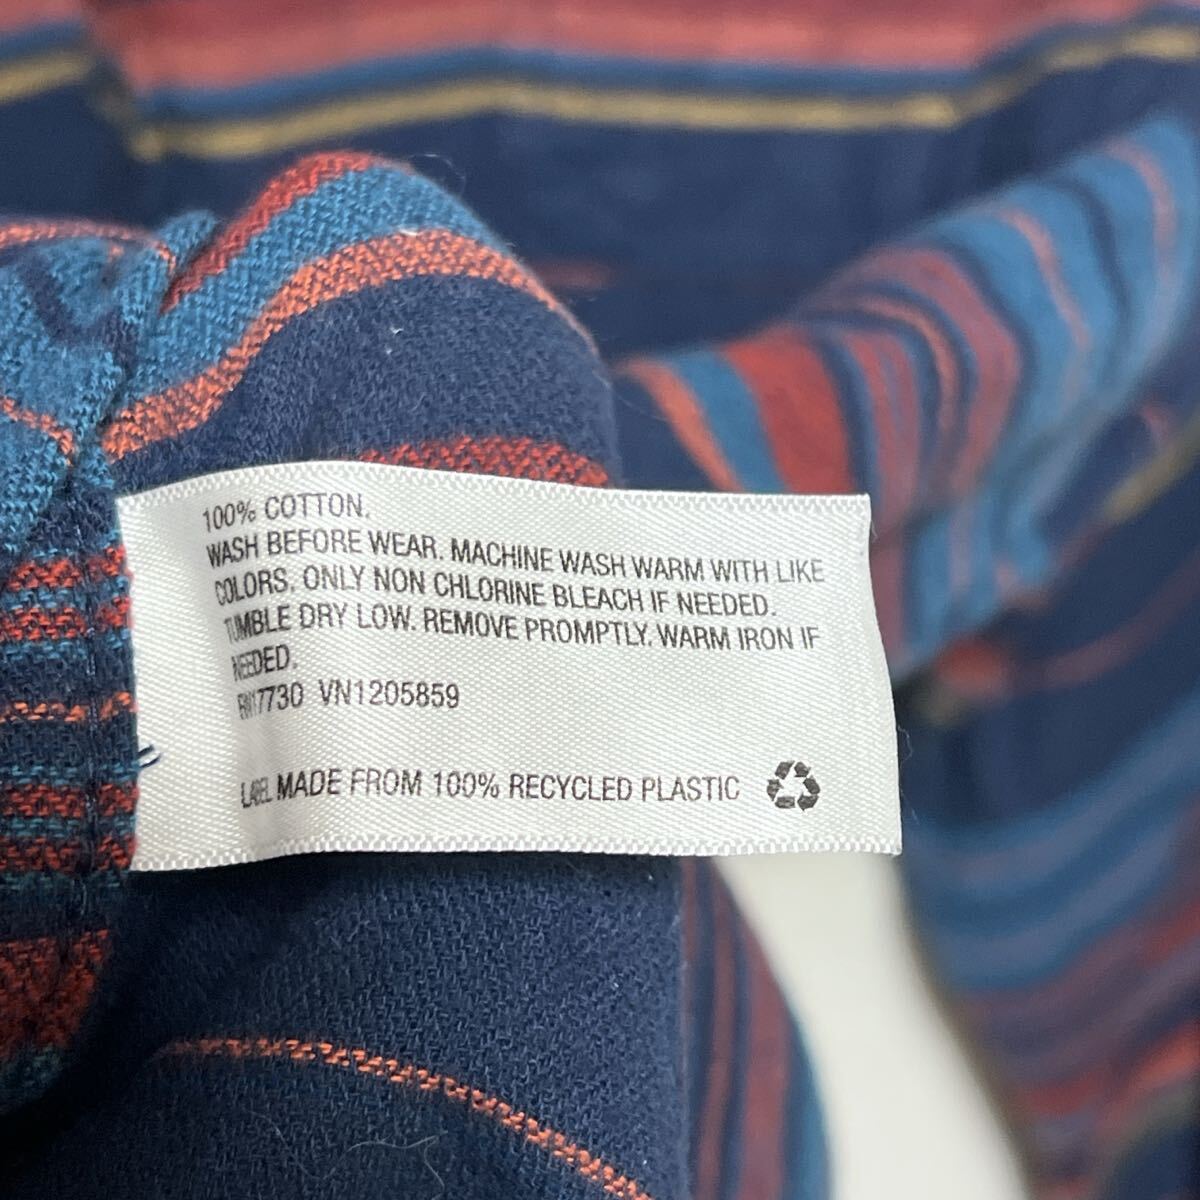 100% COTTON.
WASH BEFORE WEAR. MACHINE WASH WARM WITH LIKE
COLORS. ONLY NON CHLORINE BLEACH IF NEEDED.
TUMBLE DRY LOW. REMOVE PROMPTLY. WARM IRON IF
NEEDED.
VN1205859
LABEL MADE FROM 100% RECYCLED PLASTIC